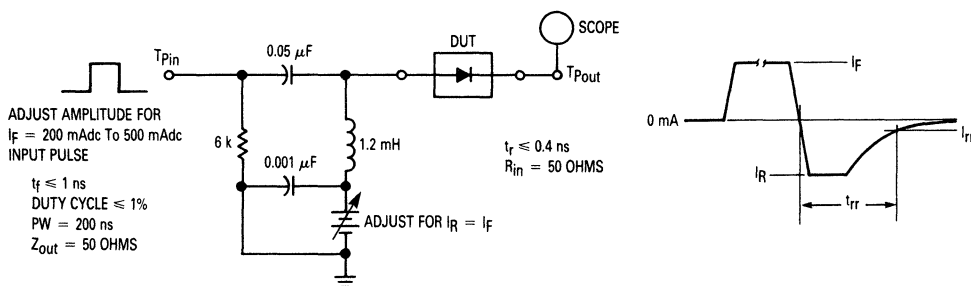 SCOPE
DUT
0.05 μF
TPin
TPout
ADJUST AMPLITUDE FOR
IF = 200 mAdc To 500 mAdc
INPUT PULSE
tf ≤ 1 ns
DUTY CYCLE ≤ 1%
PW = 200 ns
Zout = 50 OHMS
6 k
1.2 mH
0.001 μF
ADJUST FOR IR = IF
tr ≤ 0.4 ns
Rin = 50 OHMS
IF
0 mA
IR
trr